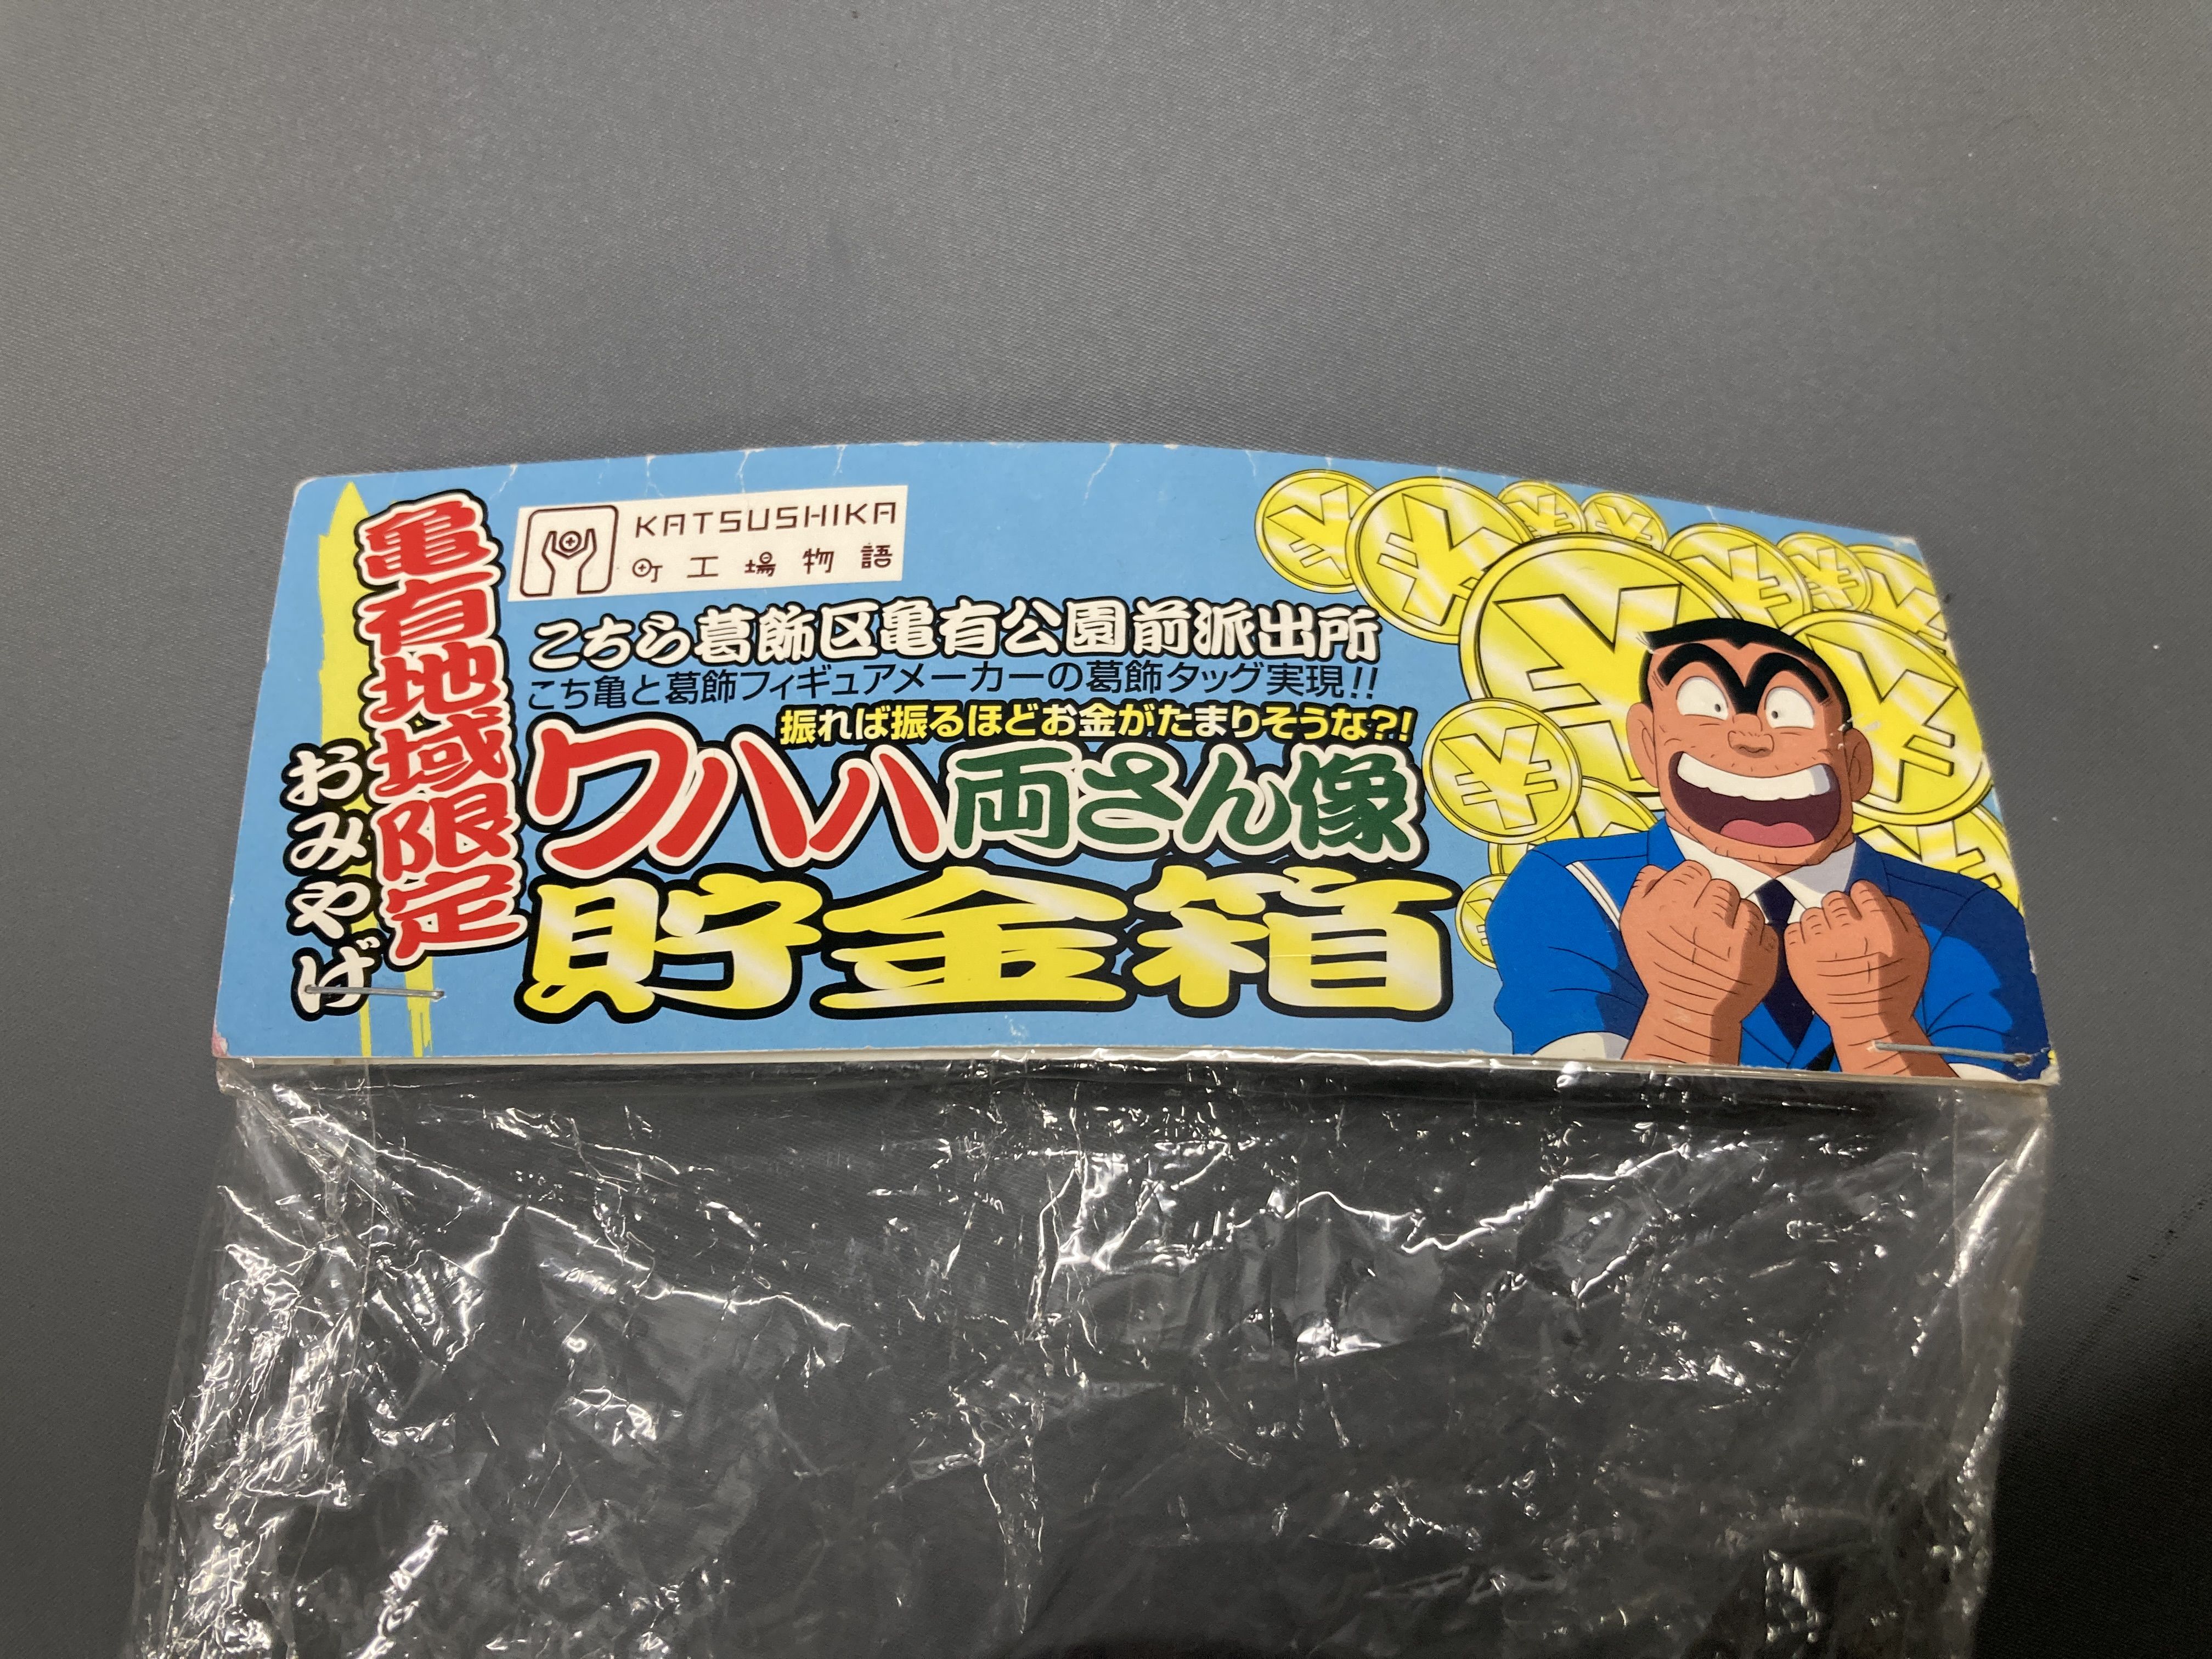 亀有地域限定
おみやげ
KATSUSHIKA
町工場物語
こちら葛飾区亀有公園前派出所
こち亀と葛飾フィギュアメーカーの葛飾タッグ実現!!
振れば振るほどお金がたまりそうな?!
ワハハ両さん像
貯金箱